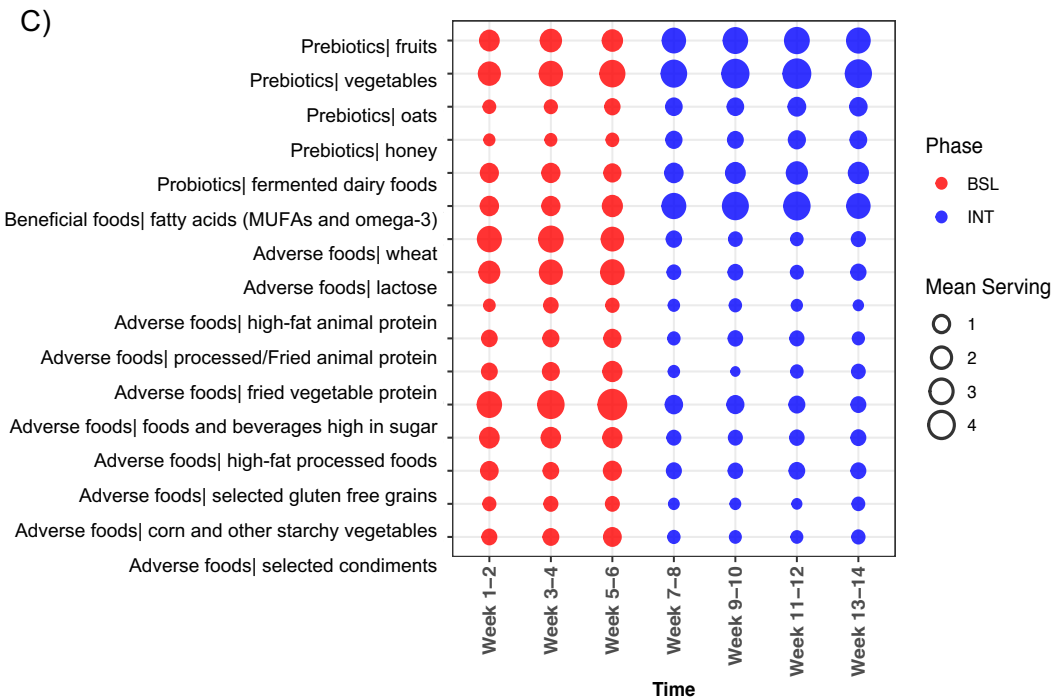 C)
Prebiotics| fruits
Prebiotics| vegetables
Prebiotics| oats
Prebiotics| honey
Probiotics| fermented dairy foods
Beneficial foods| fatty acids (MUFAs and omega-3)
Adverse foods| wheat
Adverse foods| lactose
Adverse foods| high-fat animal protein
Adverse foods| processed/Fried animal protein
Adverse foods| fried vegetable protein
Adverse foods| foods and beverages high in sugar
Adverse foods| high-fat processed foods
Adverse foods| selected gluten free grains
Adverse foods| corn and other starchy vegetables
Adverse foods| selected condiments
Week 1–2
Week 3–4
Week 5–6
Week 7–8
Week 9–10
Week 11–12
Week 13–14
Time
Phase
BSL
INT
Mean Serving
1
2
3
4